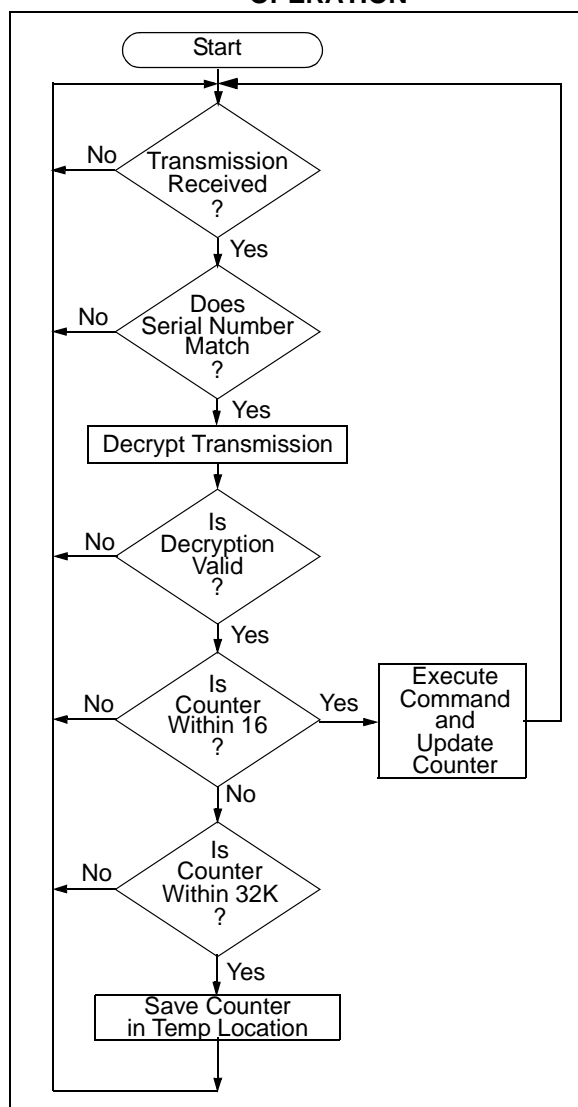 OPERATION
Start
No
Transmission
Received
?
Yes
No
Does
Serial Number
Match
?
Yes
Decrypt Transmission
No
Is
Decryption
Valid
?
Yes
No
Is
Counter
Within 16
?
Yes
Execute
Command
and
Update
Counter
No
No
Is
Counter
Within 32K
?
Yes
Save Counter
in Temp Location